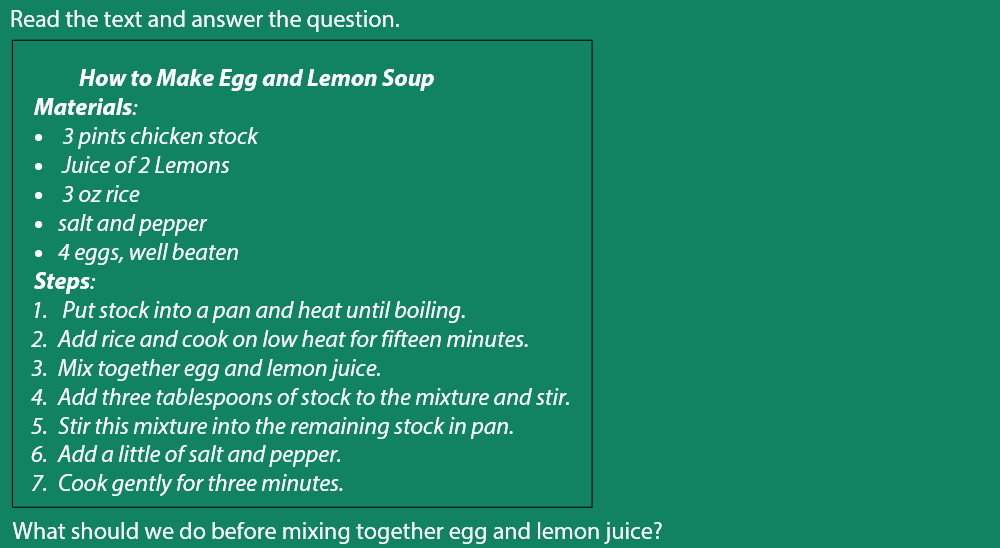 Read the text and answer the question.
How to Make Egg and Lemon Soup
Materials:
• 3 pints chicken stock
• Juice of 2 Lemons
• 3 oz rice
• salt and pepper
• 4 eggs, well beaten
Steps:
1. Put stock into a pan and heat until boiling.
2. Add rice and cook on low heat for fifteen minutes.
3. Mix together egg and lemon juice.
4. Add three tablespoons of stock to the mixture and stir.
5. Stir this mixture into the remaining stock in pan.
6. Add a little of salt and pepper.
7. Cook gently for three minutes.
What should we do before mixing together egg and lemon juice?